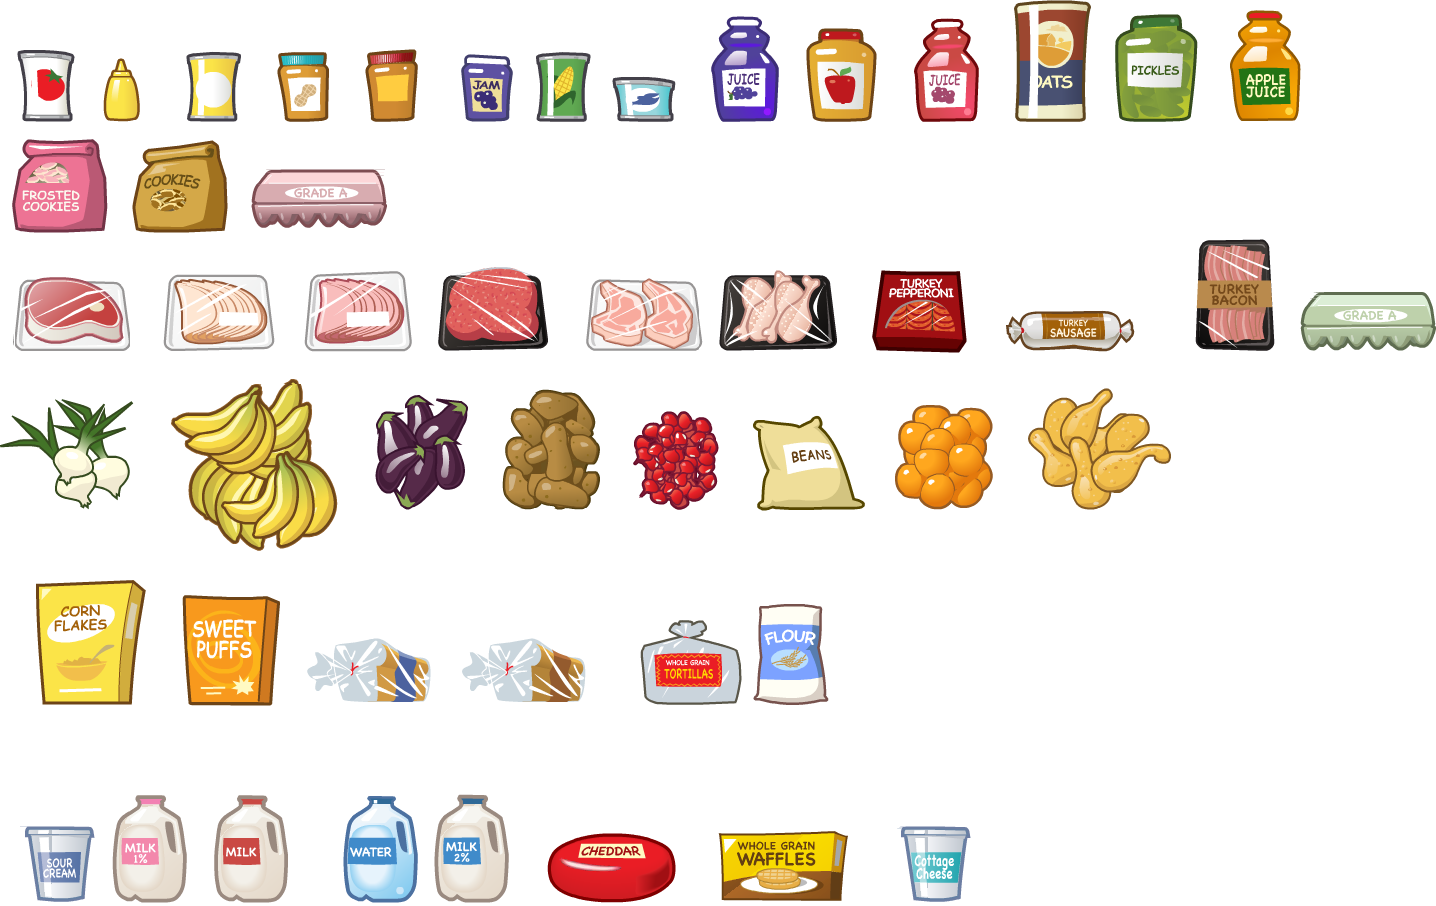 JAM
JUICE
JUICE
OATS
PICKLES
APPLE
JUICE
FROSTED
COOKIES
COOKIES
GRADE A
TURKEY
PEPPERONI
TURKEY
SAUSAGE
TURKEY
BACON
GRADE A
BEANS
CORN
FLAKES
SWEET
PUFFS
WHOLE GRAIN
TORTILLAS
FLOUR
SOUR
CREAM
MILK
1%
MILK
WATER
MILK
2%
CHEDDAR
WHOLE GRAIN
WAFFLES
Cottage
Cheese